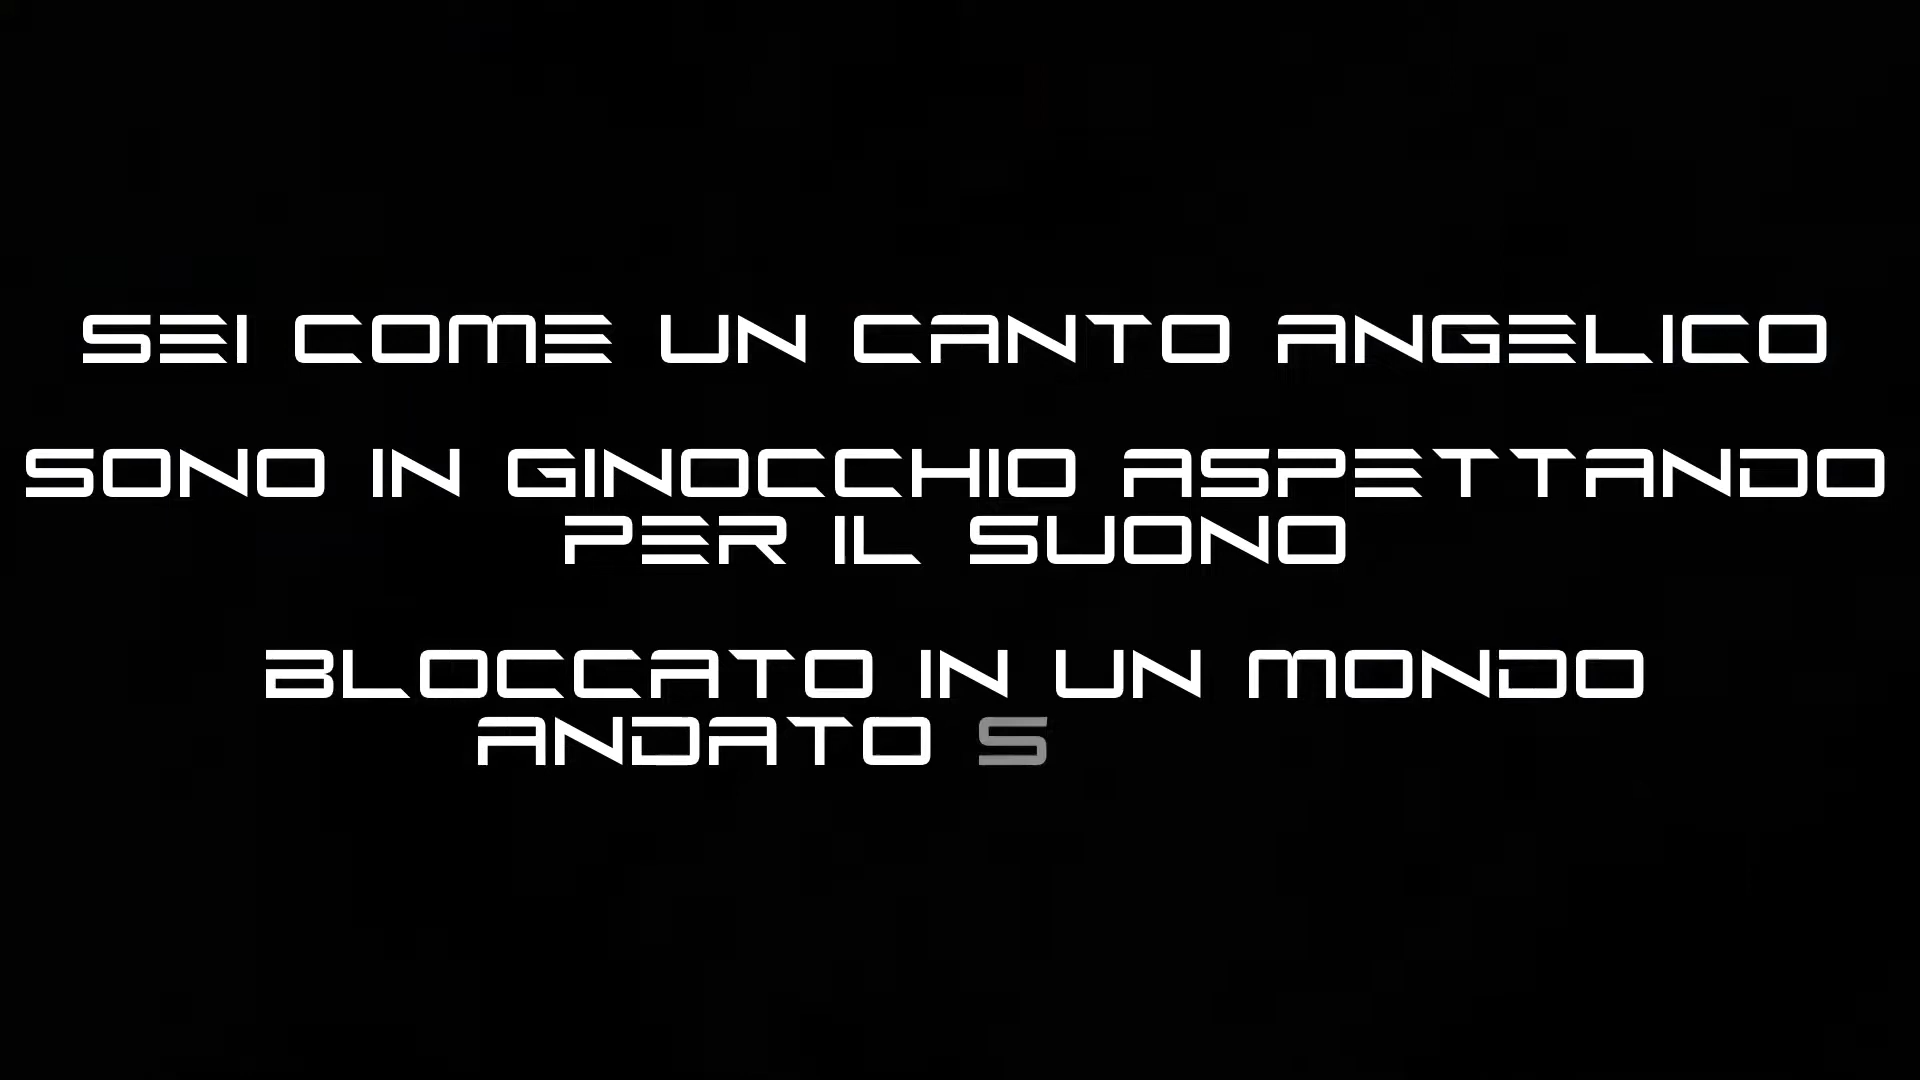 SEI COME UN CANTO ANGELICO
SONO IN GINOCCHIO ASPETTANDO
PER IL SUONO
BLOCCATO IN UN MONDO
ANDATO S